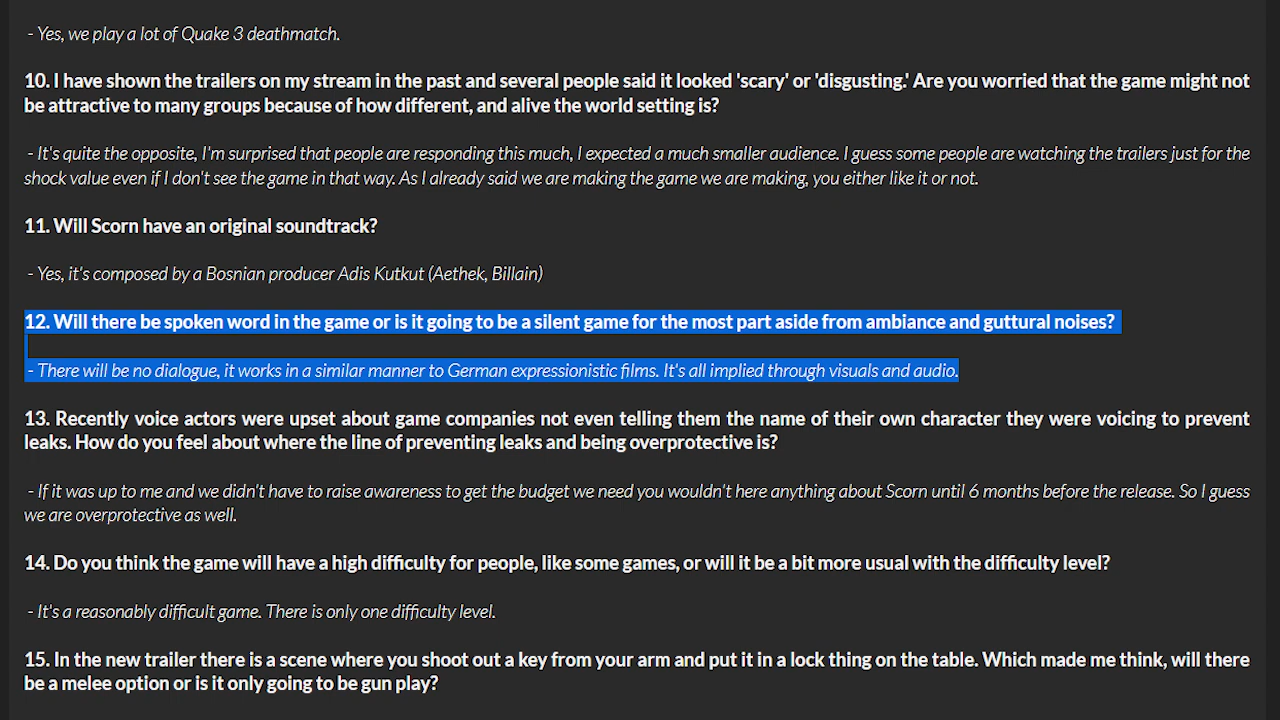 - Yes, we play a lot of Quake 3 deathmatch.
10. I have shown the trailers on my stream in the past and several people said it looked 'scary' or 'disgusting.' Are you worried that the game might not
be attractive to many groups because of how different, and alive the world setting is?
- It's quite the opposite, I'm surprised that people are responding this much, I expected a much smaller audience. I guess some people are watching the trailers just for the
shock value even if I don't see the game in that way. As I already said we are making the game we are making, you either like it or not.
11. Will Scorn have an original soundtrack?
- Yes, it's composed by a Bosnian producer Adis Kutkut (Aethek, Billain)
12. Will there be spoken word in the game or is it going to be a silent game for the most part aside from ambiance and guttural noises?
- There will be no dialogue, it works in a similar manner to German expressionistic films. It's all implied through visuals and audio.
13. Recently voice actors were upset about game companies not even telling them the name of their own character they were voicing to prevent
leaks. How do you feel about where the line of preventing leaks and being overprotective is?
- If it was up to me and we didn't have to raise awareness to get the budget we need you wouldn't here anything about Scorn until 6 months before the release. So I guess
we are overprotective as well.
14. Do you think the game will have a high difficulty for people, like some games, or will it be a bit more usual with the difficulty level?
- It's a reasonably difficult game. There is only one difficulty level.
15. In the new trailer there is a scene where you shoot out a key from your arm and put it in a lock thing on the table. Which made me think, will there
be a melee option or is it only going to be gun play?